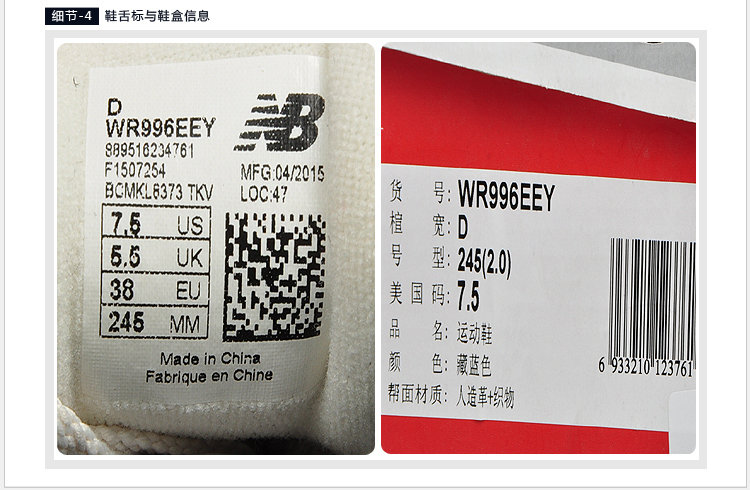 细节-4 鞋舌标与鞋盒信息
D
WR996EEY
889516234761
F1507254
BCMKL6373 TKV
NB
MFG:04/2015
LOC:47
7.5 US
5.5 UK
38 EU
245 MM
Made in China
Fabrique en Chine
货 号: WR996EEY
楦 宽: D
号 型: 245(2.0)
美 国 码: 7.5
品 名: 运动鞋
颜 色: 藏蓝色
帮面材质: 人造革+织物
6 933210 123761